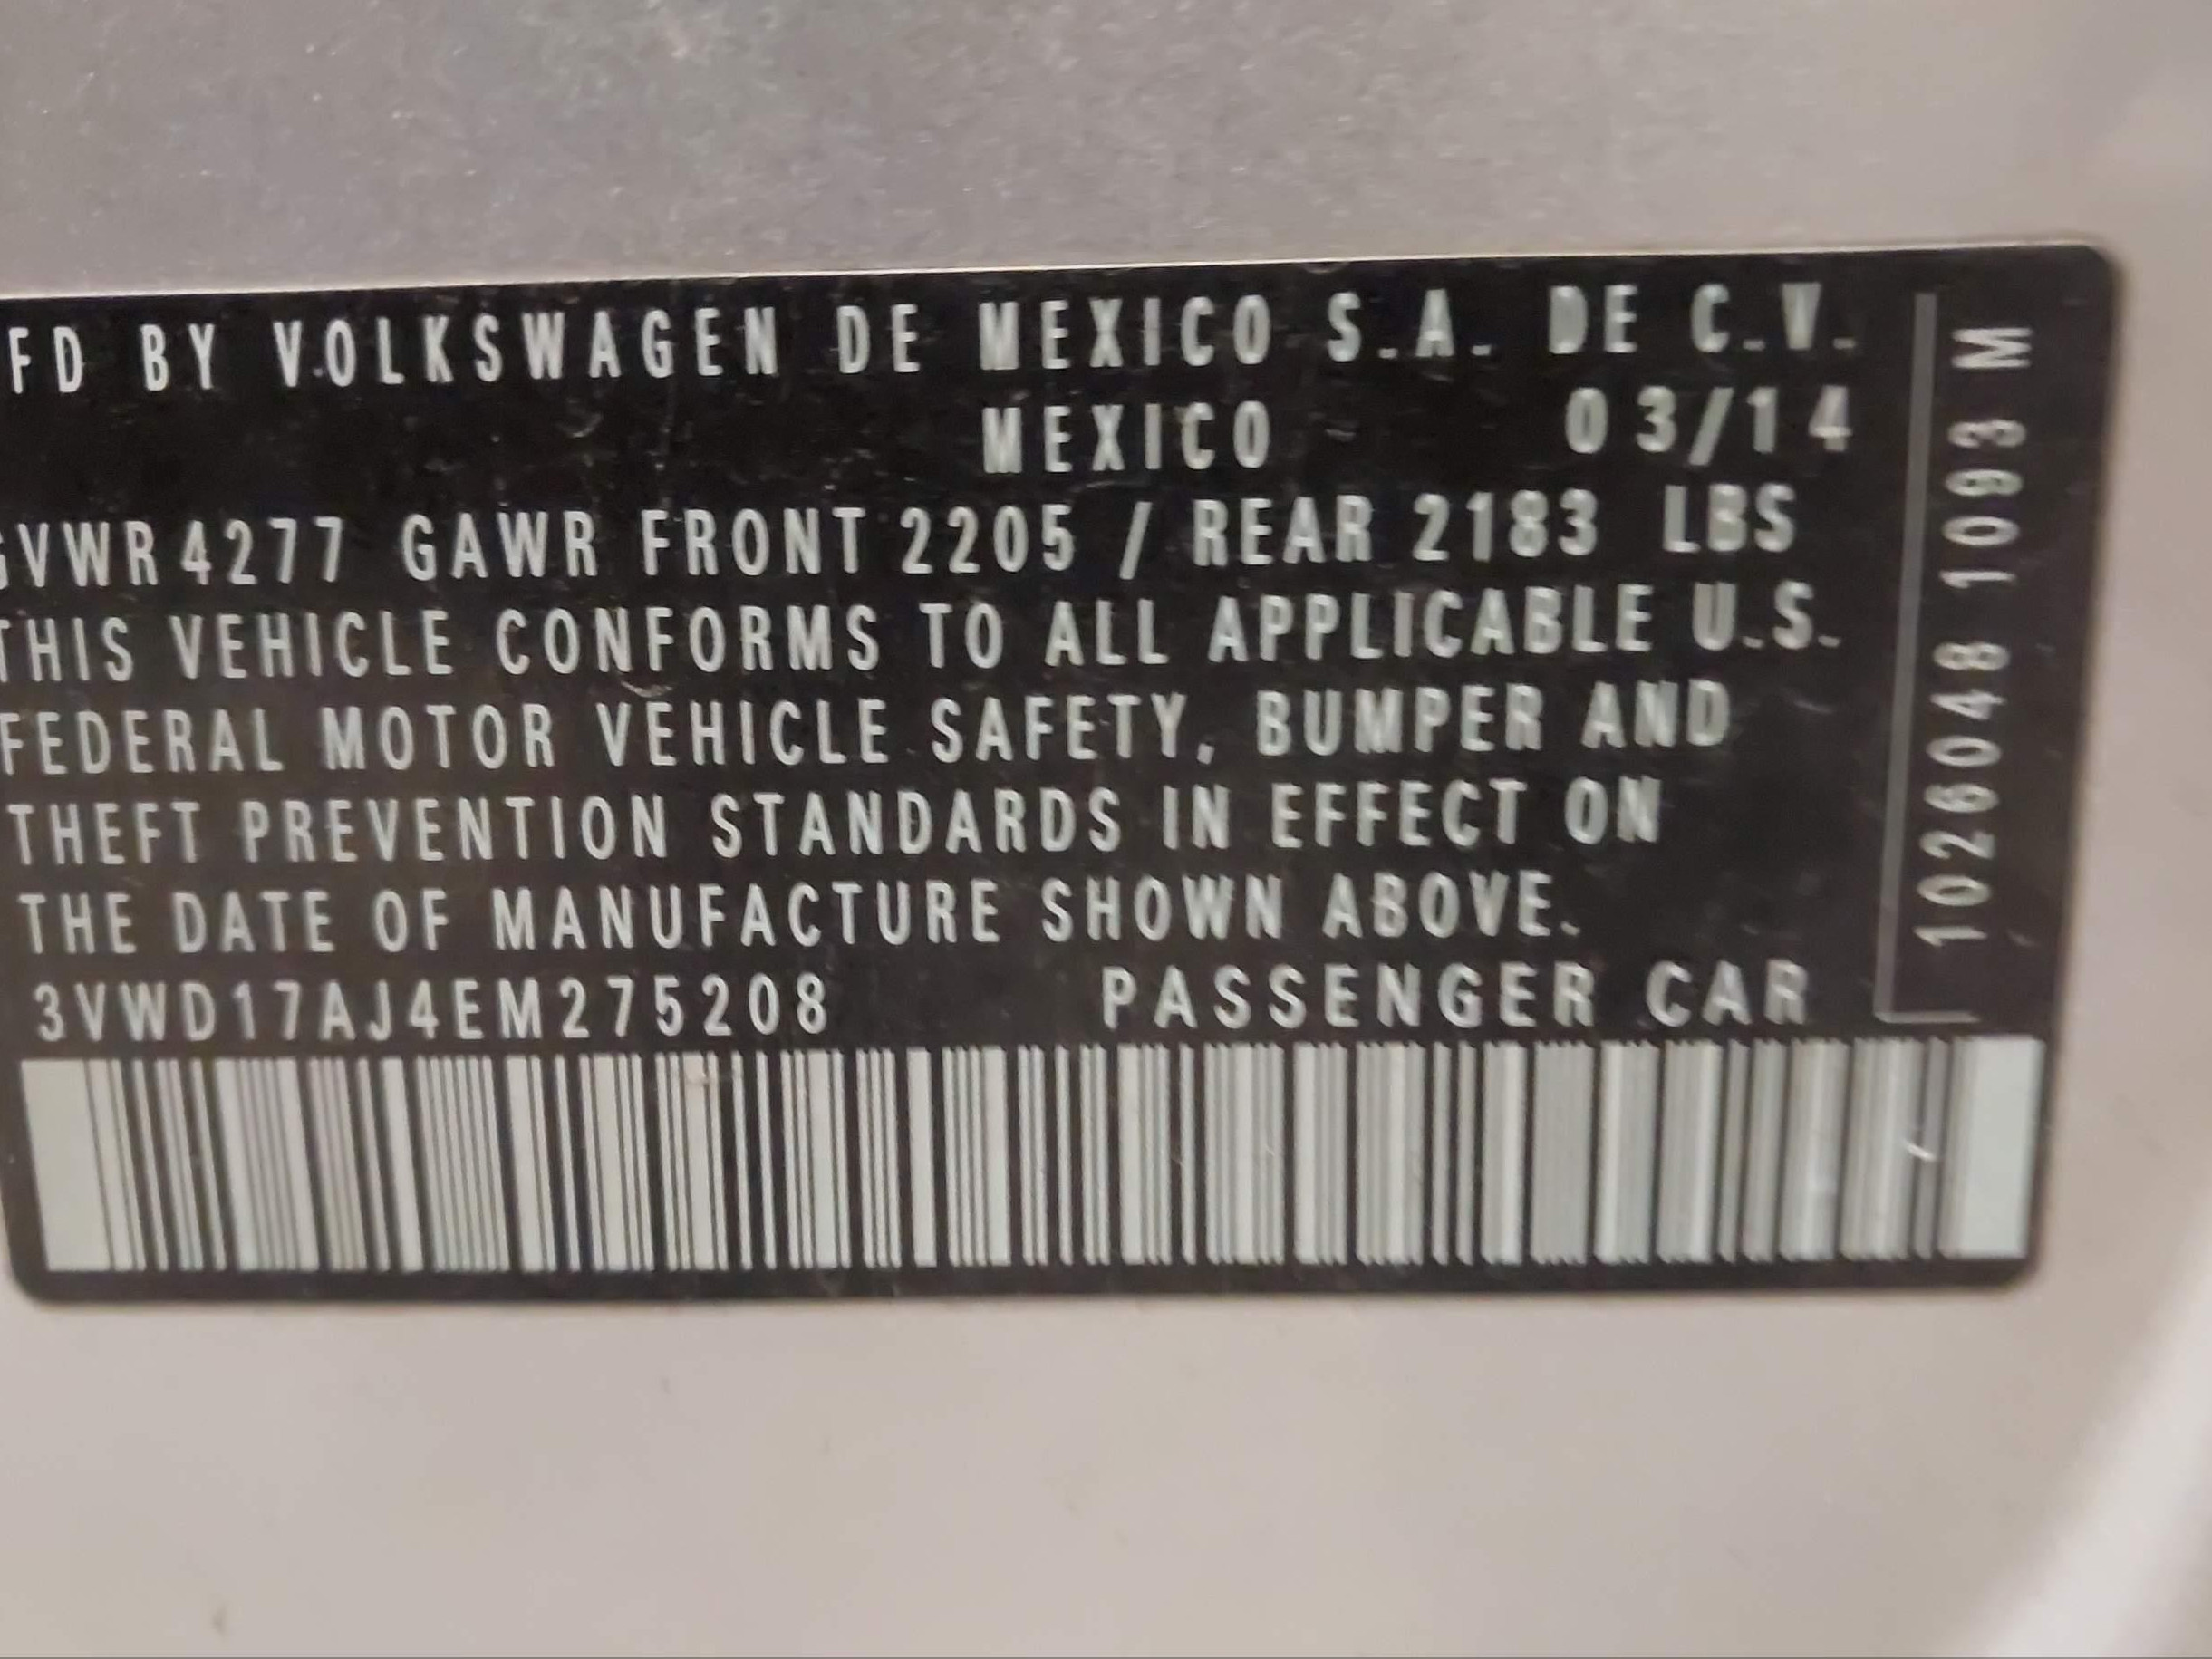 FD BY VOLKSWAGEN DE MEXICO S.A. DE C.V.
MEXICO 03/14
GVWR 4277 GAWR FRONT 2205 / REAR 2183 LBS
THIS VEHICLE CONFORMS TO ALL APPLICABLE U.S.
FEDERAL MOTOR VEHICLE SAFETY, BUMPER AND
THEFT PREVENTION STANDARDS IN EFFECT ON
THE DATE OF MANUFACTURE SHOWN ABOVE.
3VWD17AJ4EM275208 PASSENGER CAR
1026048 1093 M